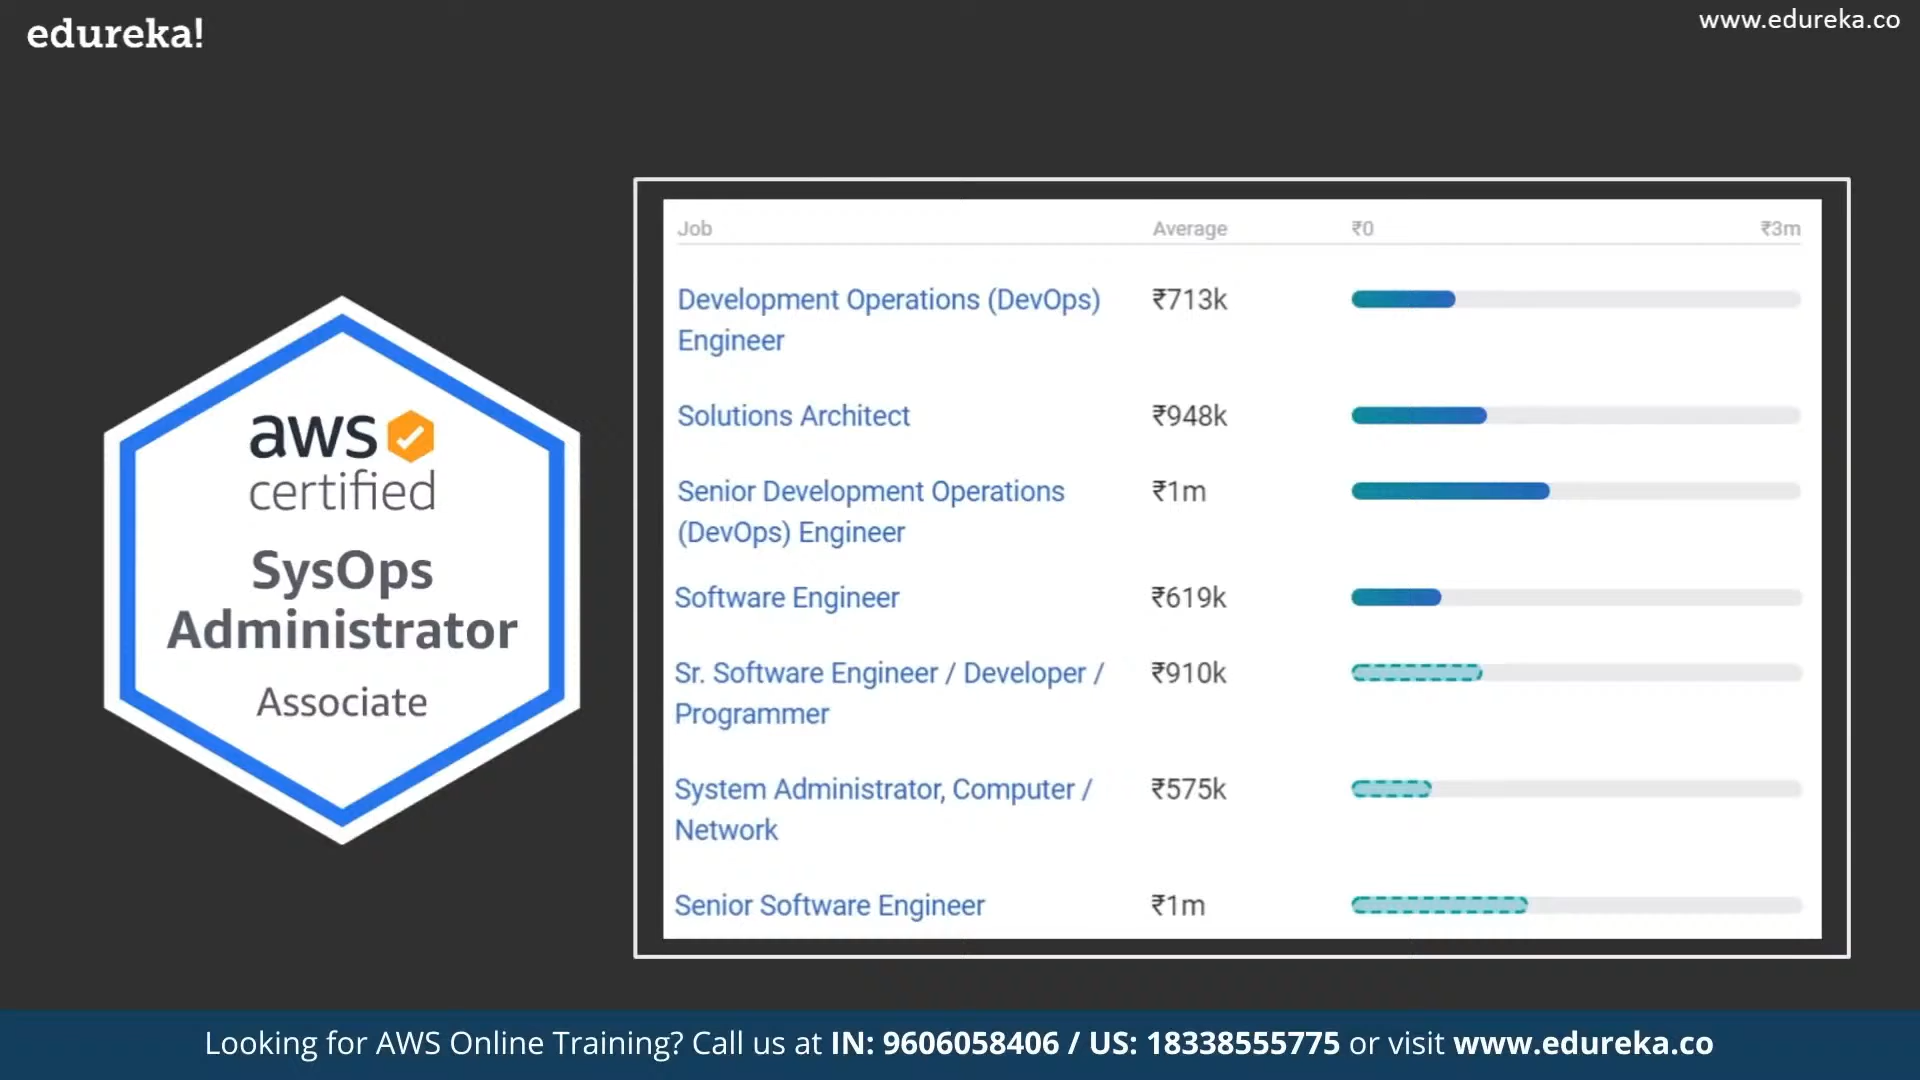 edureka!
www.edureka.co
aws
certified
SysOps
Administrator
Associate
Job Average ₹0 ₹3m
Development Operations (DevOps) ₹713k
Engineer
Solutions Architect ₹948k
Senior Development Operations ₹1m
(DevOps) Engineer
Software Engineer ₹619k
Sr. Software Engineer / Developer / ₹910k
Programmer
System Administrator, Computer / ₹575k
Network
Senior Software Engineer ₹1m
Looking for AWS Online Training? Call us at IN: 9606058406 / US: 18338555775 or visit www.edureka.co